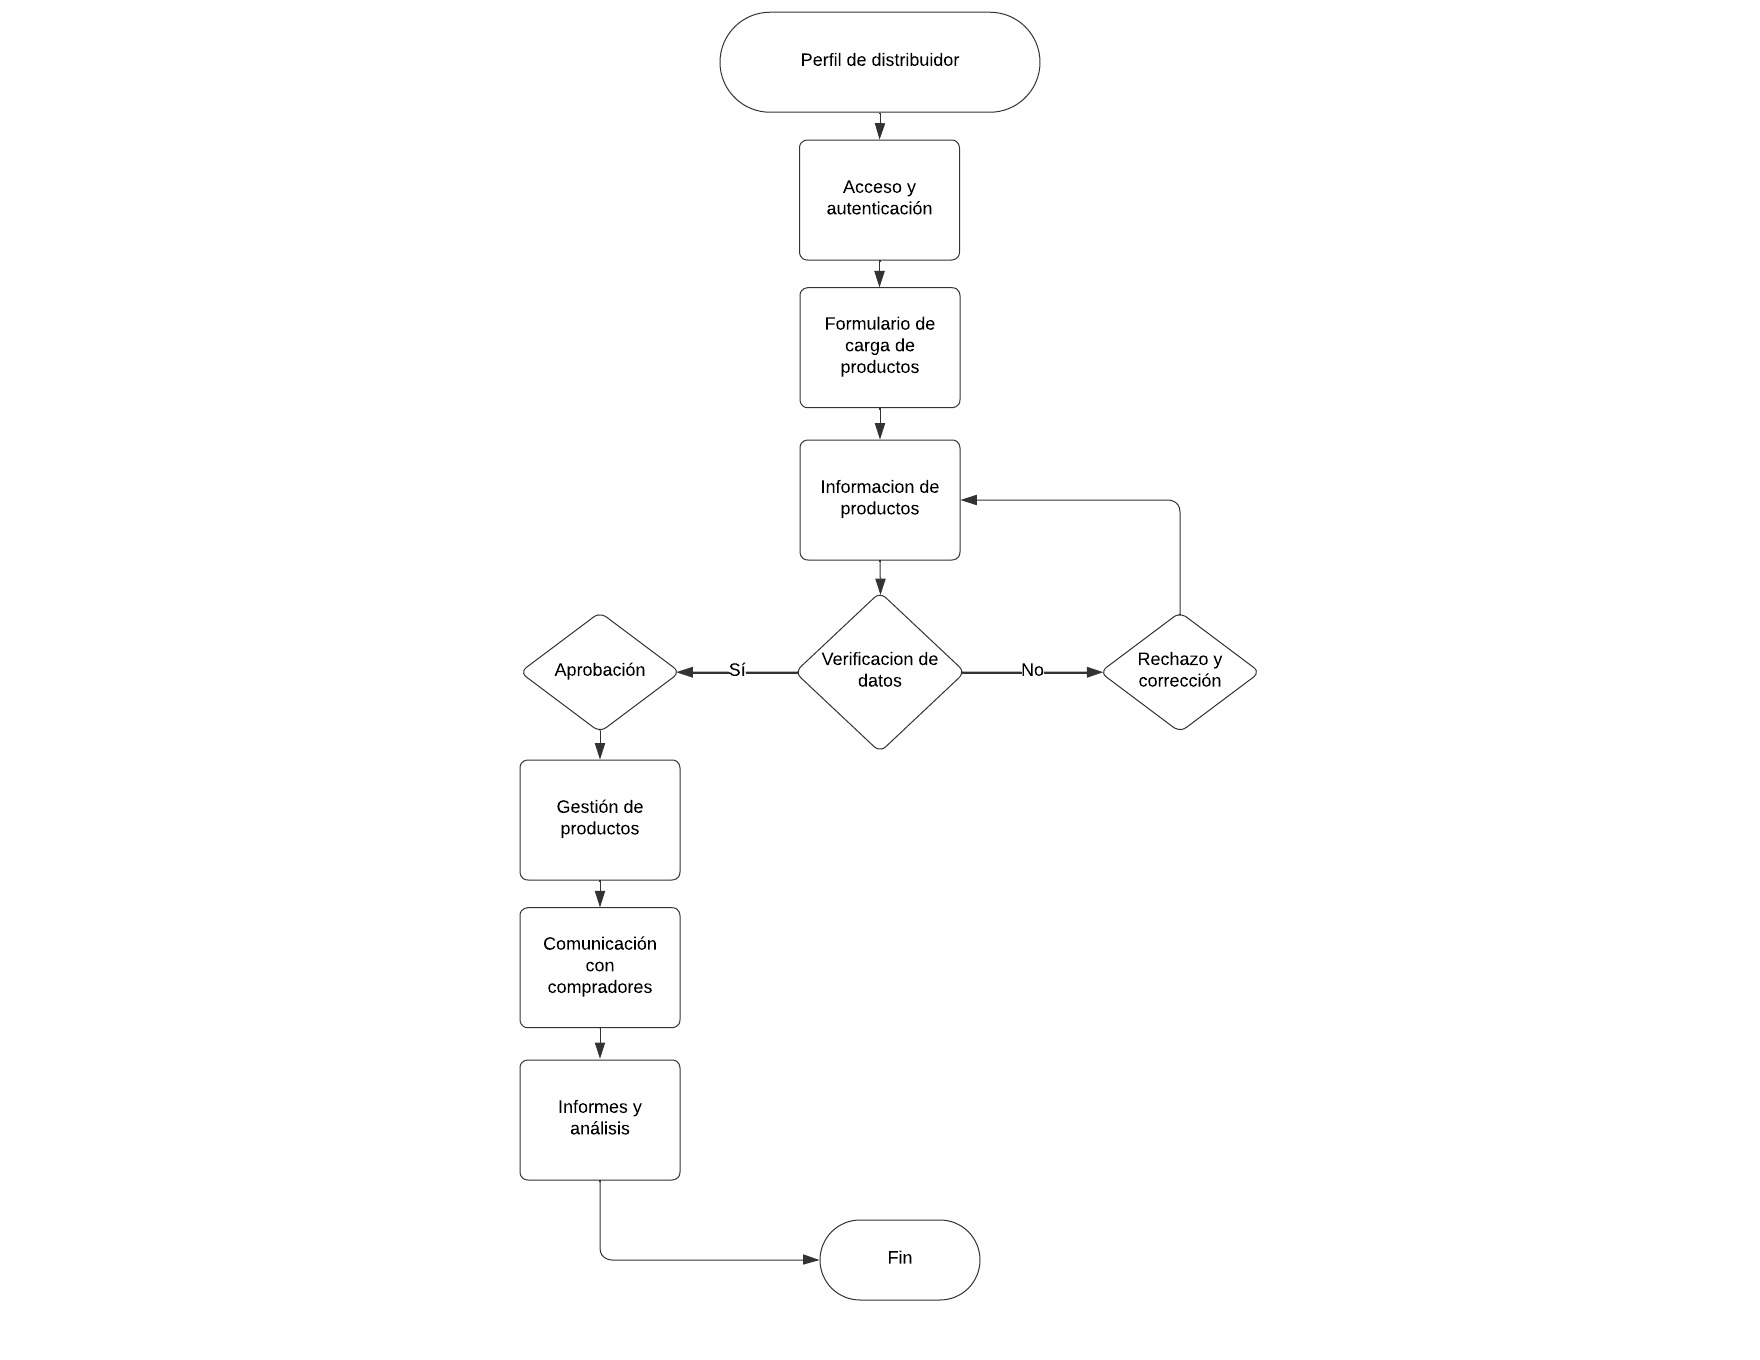 Perfil de distribuidor
Acceso y
autenticación
Formulario de
carga de
productos
Informacion de
productos
Aprobación
Sí
Verificacion de
datos
No
Rechazo y
corrección
Gestión de
productos
Comunicación
con
compradores
Informes y
análisis
Fin